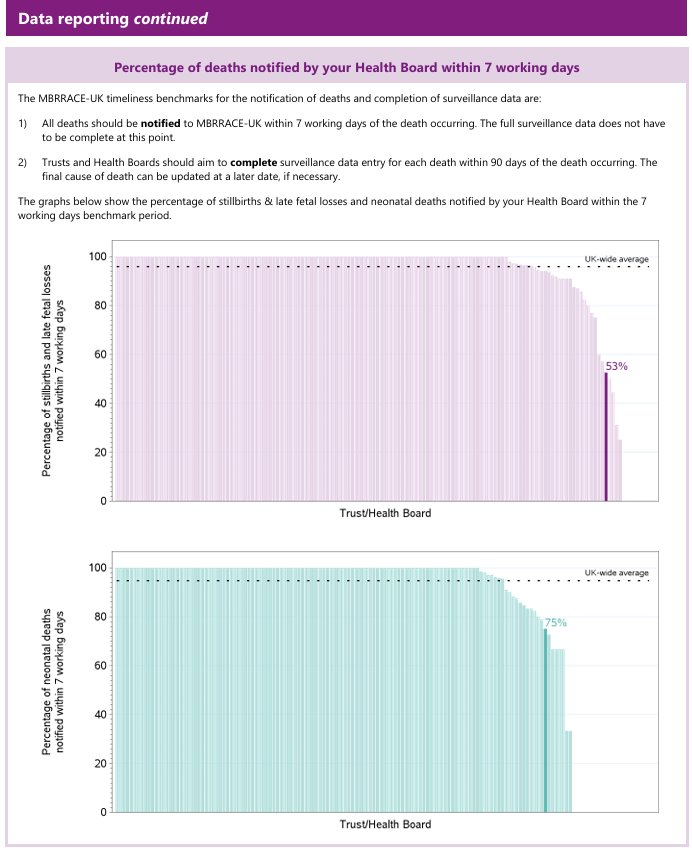 Data reporting continued
Percentage of deaths notified by your Health Board within 7 working days
The MBRRACE-UK timeliness benchmarks for the notification of deaths and completion of surveillance data are:
1) All deaths should be notified to MBRRACE-UK within 7 working days of the death occurring. The full surveillance data does not have
to be complete at this point.
2) Trusts and Health Boards should aim to complete surveillance data entry for each death within 90 days of the death occurring. The
final cause of death can be updated at a later date, if necessary.
The graphs below show the percentage of stillbirths & late fetal losses and neonatal deaths notified by your Health Board within the 7
working days benchmark period.
Percentage of stillbirths and late fetal losses
notified within 7 working days
100
80
60
40
20
0
UK-wide average
53%
Trust/Health Board
Percentage of neonatal deaths
notified within 7 working days
100
80
60
40
20
0
UK-wide average
75%
Trust/Health Board